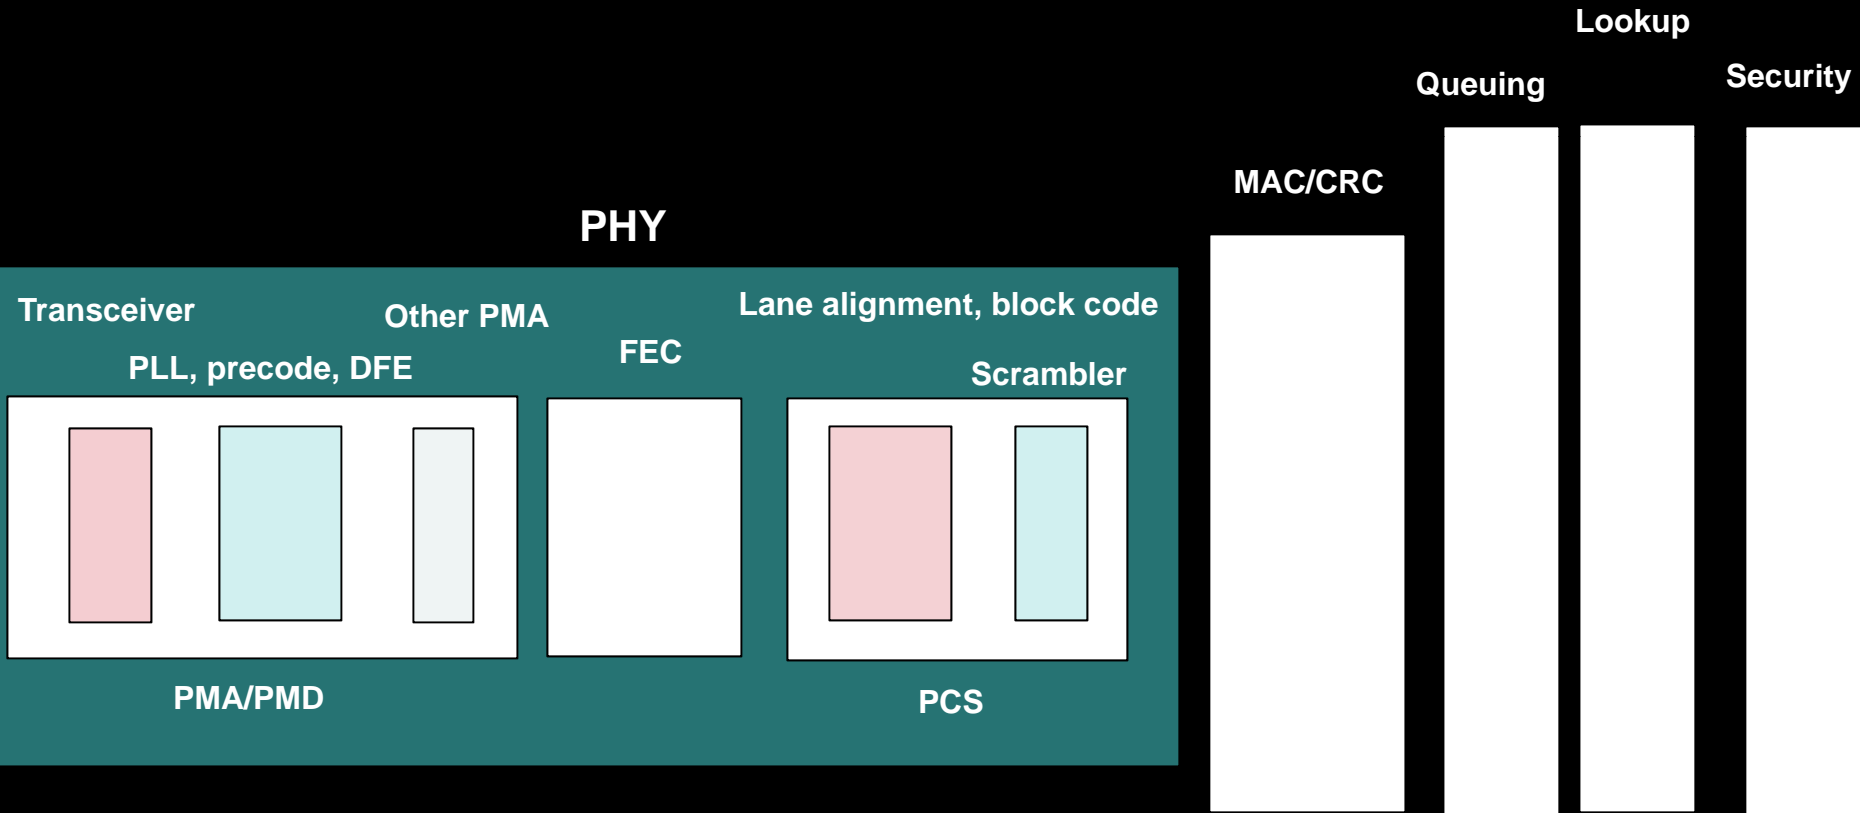 Lookup
Queuing
Security
MAC/CRC
PHY
Transceiver
Other PMA
Lane alignment, block code
PLL, precode, DFE
FEC
Scrambler
PMA/PMD
PCS